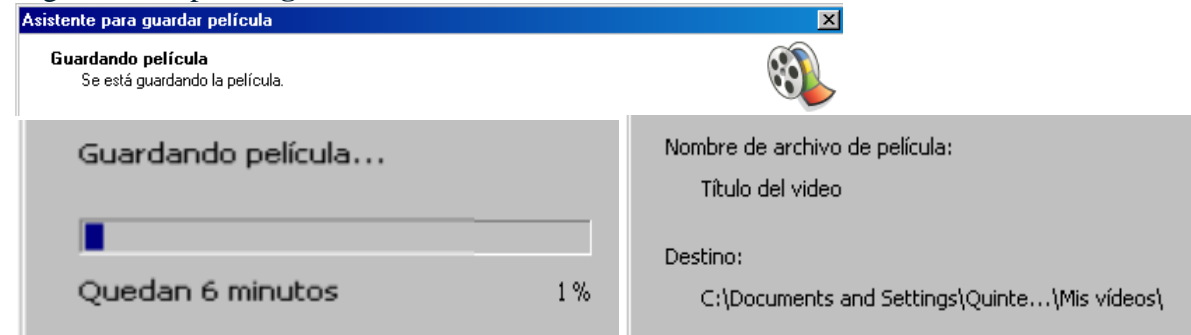 Asistente para guardar película
Guardando película
Se está guardando la película.
Guardando película...
Quedan 6 minutos 1 %
Nombre de archivo de película:
Título del video
Destino:
C:\Documents and Settings\Quinte...\Mis vídeos\